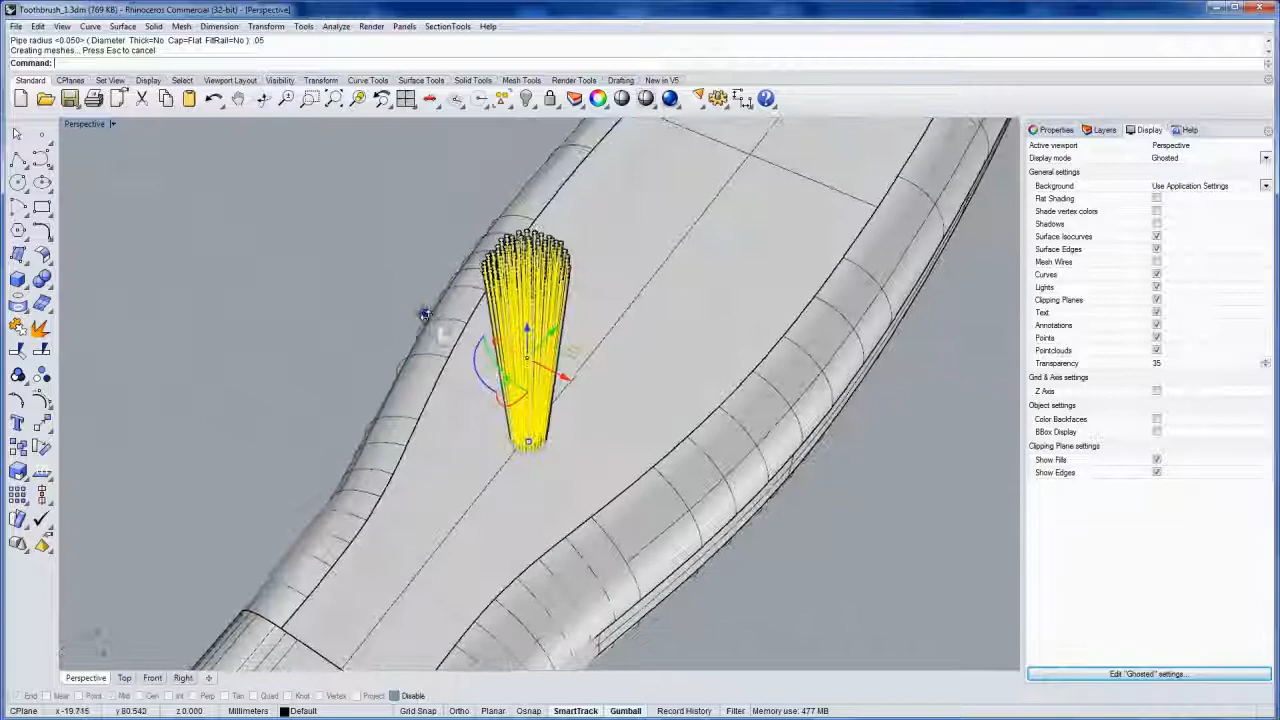 Toothbrush_1.3dm (769 KB) - Rhinoceros Commercial (32-bit) - [Perspective]
File Edit View Curve Surface Solid Mesh Dimension Transform Tools Analyze Render Panels SectionTools Help
Pipe radius <0.050> ( Diameter Thick=No Cap=Flat FitRail=No ): .05
Creating meshes... Press Esc to cancel
Command:
Standard CPlanes Set View Display Select Viewport Layout Visibility Transform Curve Tools Surface Tools Solid Tools Mesh Tools Render Tools Drafting New in V5
Perspective
Properties Layers Display Help
Active viewport Perspective
Display mode Ghosted
General settings
Background Use Application Settings
Flat Shading
Shade vertex colors
Shadows
Surface Isocurves
Surface Edges
Mesh Wires
Curves
Lights
Clipping Planes
Text
Annotations
Points
Pointclouds
Transparency 35
Grid & Axis settings
Z Axis
Object settings
Color Backfaces
BBox Display
Clipping Plane settings
Show Fills
Show Edges
Edit "Ghosted" settings...
Perspective Top Front Right
End Near Point Mid Cen Int Perp Tan Quad Knot Vertex Project Disable
CPlane x -19.715 y 80.542 z 0.000 Millimeters Default Grid Snap Ortho Planar Osnap SmartTrack Gumball Record History Filter Memory use: 477 MB